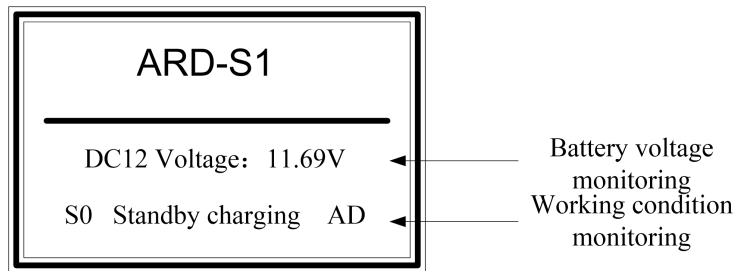 ARD-S1
DC12 Voltage：11.69V
Battery voltage
monitoring
S0 Standby charging AD
Working condition
monitoring